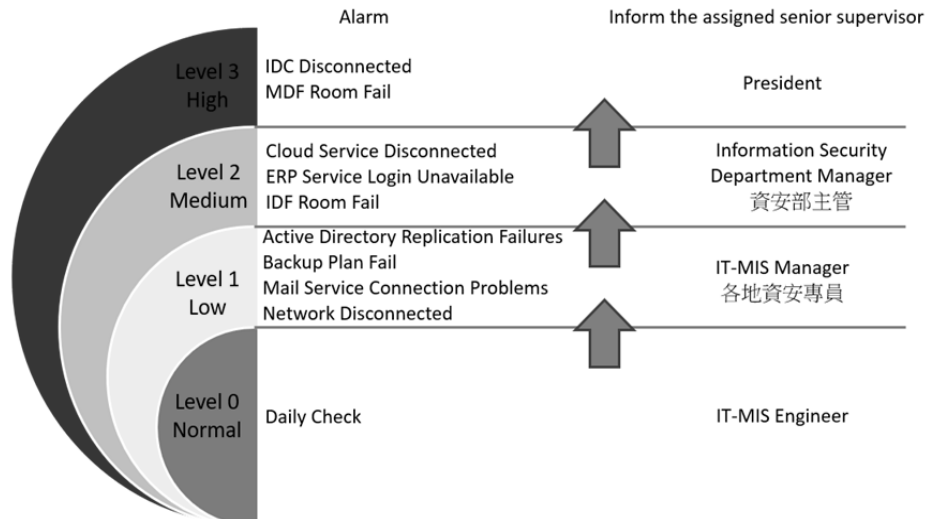 Alarm
Inform the assigned senior supervisor
Level 3
High
IDC Disconnected
MDF Room Fail
President
Level 2
Medium
Cloud Service Disconnected
ERP Service Login Unavailable
IDF Room Fail
Information Security
Department Manager
資安部主管
Level 1
Low
Active Directory Replication Failures
Backup Plan Fail
Mail Service Connection Problems
Network Disconnected
IT-MIS Manager
各地資安專員
Level 0
Normal
Daily Check
IT-MIS Engineer